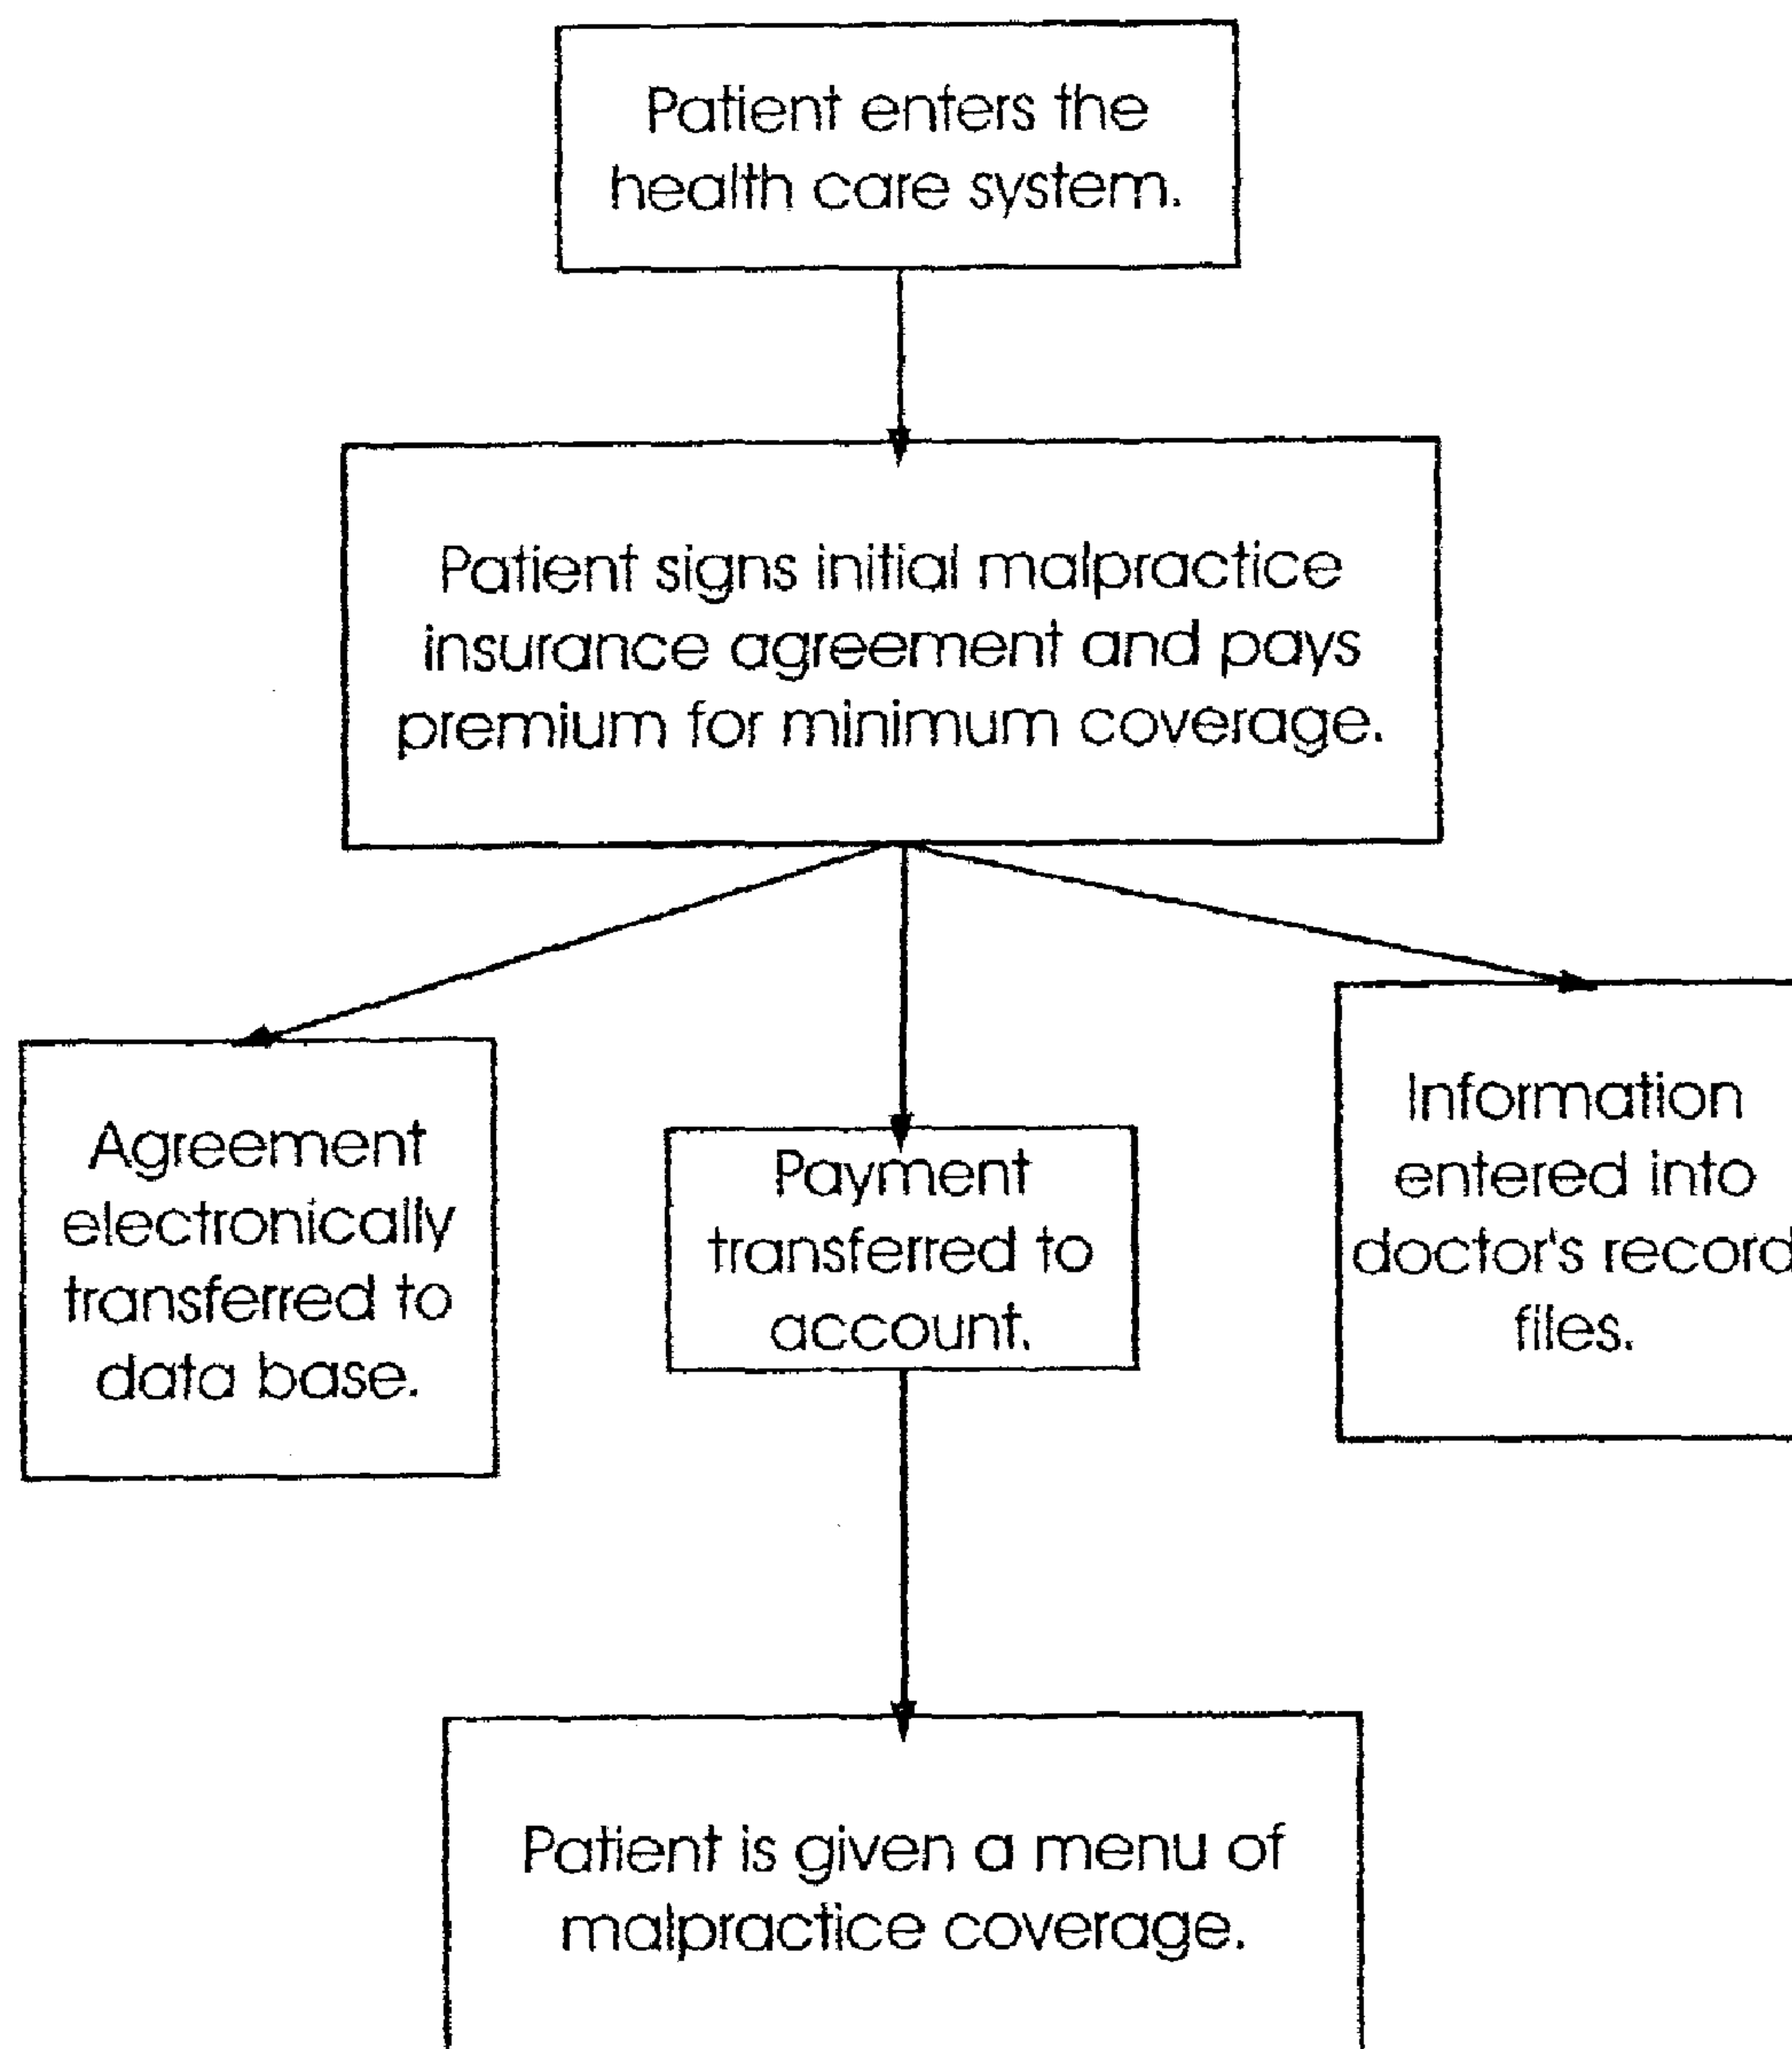 Patient enters the
health care system.
Patient signs initial malpractice
insurance agreement and pays
premium for minimum coverage.
Agreement
electronically
transferred to
data base.
Payment
transferred to
account.
Information
entered into
doctor's record
files.
Patient is given a menu of
malpractice coverage.